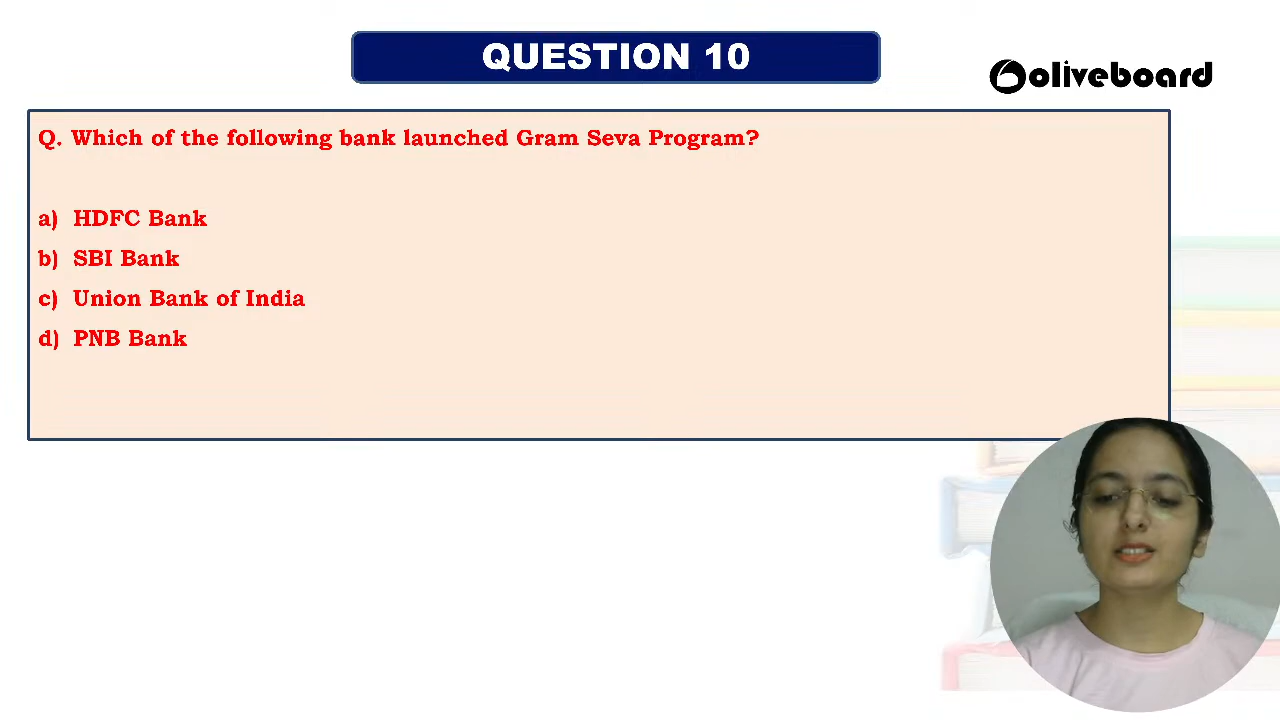 QUESTION 10
oliveboard
Q. Which of the following bank launched Gram Seva Program?
a) HDFC Bank
b) SBI Bank
c) Union Bank of India
d) PNB Bank